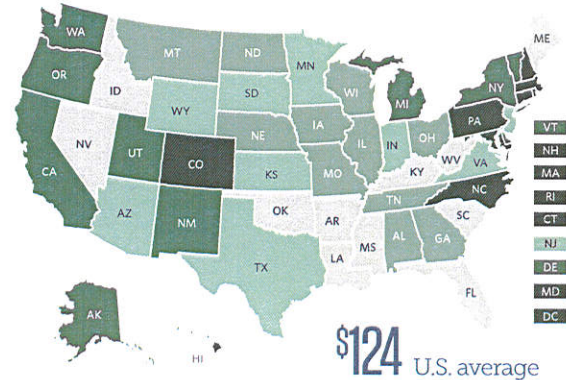 WA
ME
MT
ND
MN
OR
ID
SD
WI
NY
WY
MI
NE
IA
PA
NV
UT
CO
IL
IN
OH
WV
VA
CA
KS
MO
KY
NC
TN
AZ
NM
OK
AR
SC
MS
AL
GA
TX
LA
FL
AK
HI
VT
NH
MA
RI
CT
NJ
DE
MD
DC
$124 U.S. average